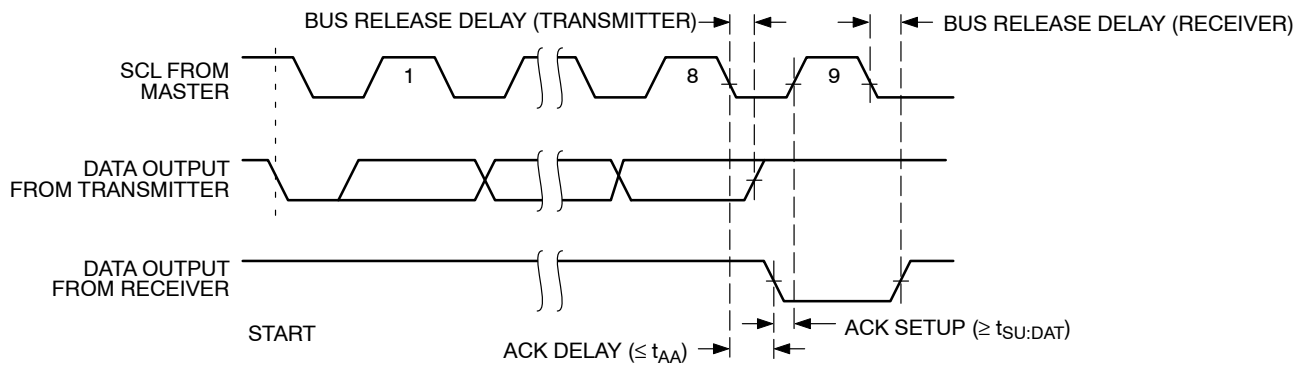 BUS RELEASE DELAY (TRANSMITTER)
BUS RELEASE DELAY (RECEIVER)
SCL FROM
MASTER
1
8
9
DATA OUTPUT
FROM TRANSMITTER
DATA OUTPUT
FROM RECEIVER
START
ACK SETUP (≥ tSU:DAT)
ACK DELAY (≤ tAA)